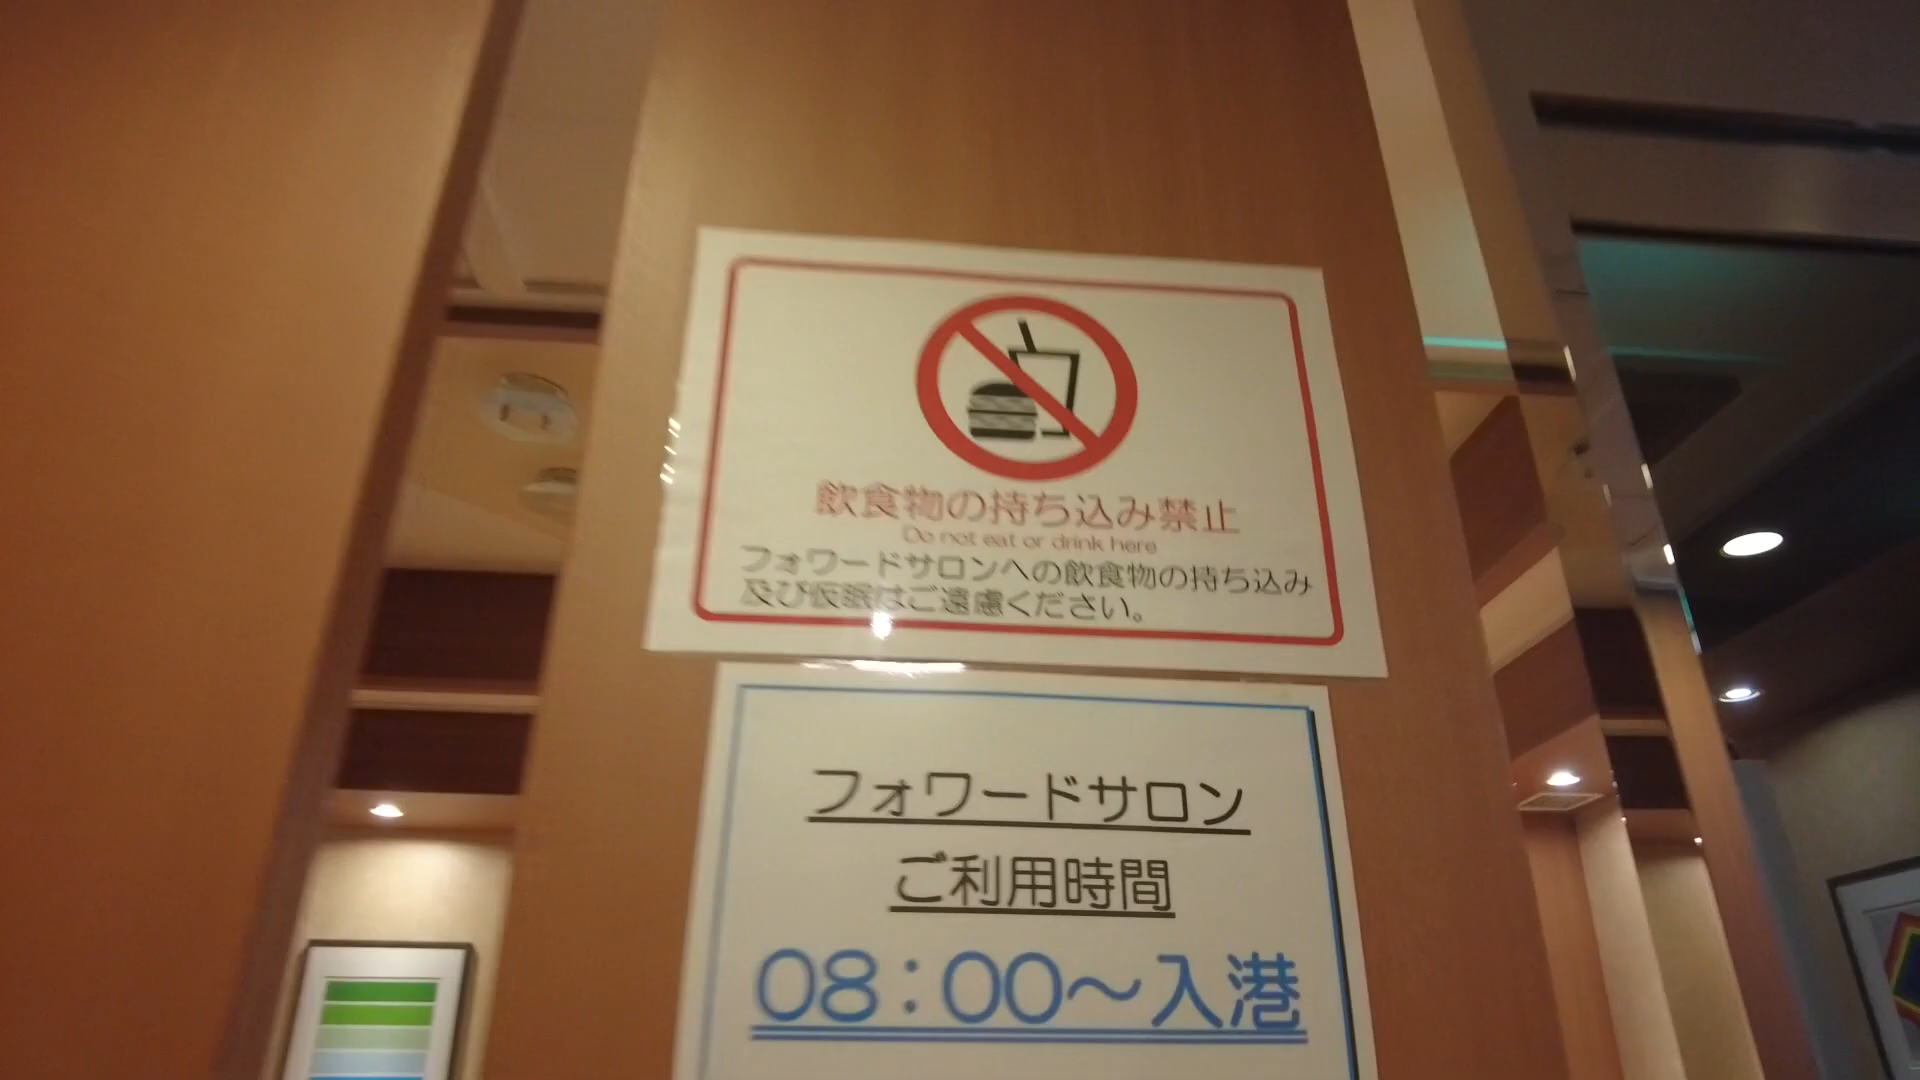 飲食物の持ち込み禁止
Do not eat or drink here
フォワードサロンへの飲食物の持ち込み
及び仮眠はご遠慮ください。
フォワードサロン
ご利用時間
08：00～入港